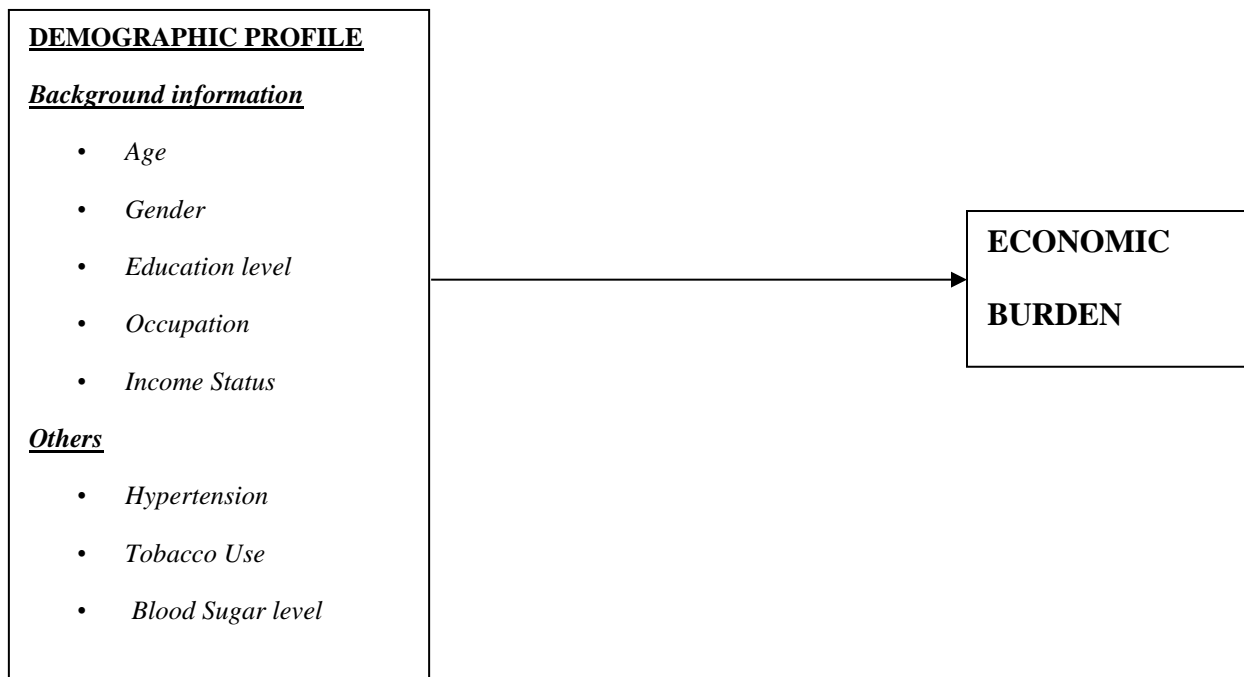 DEMOGRAPHIC PROFILE
Background information
• Age
• Gender
• Education level
• Occupation
• Income Status
Others
• Hypertension
• Tobacco Use
• Blood Sugar level
ECONOMIC
BURDEN